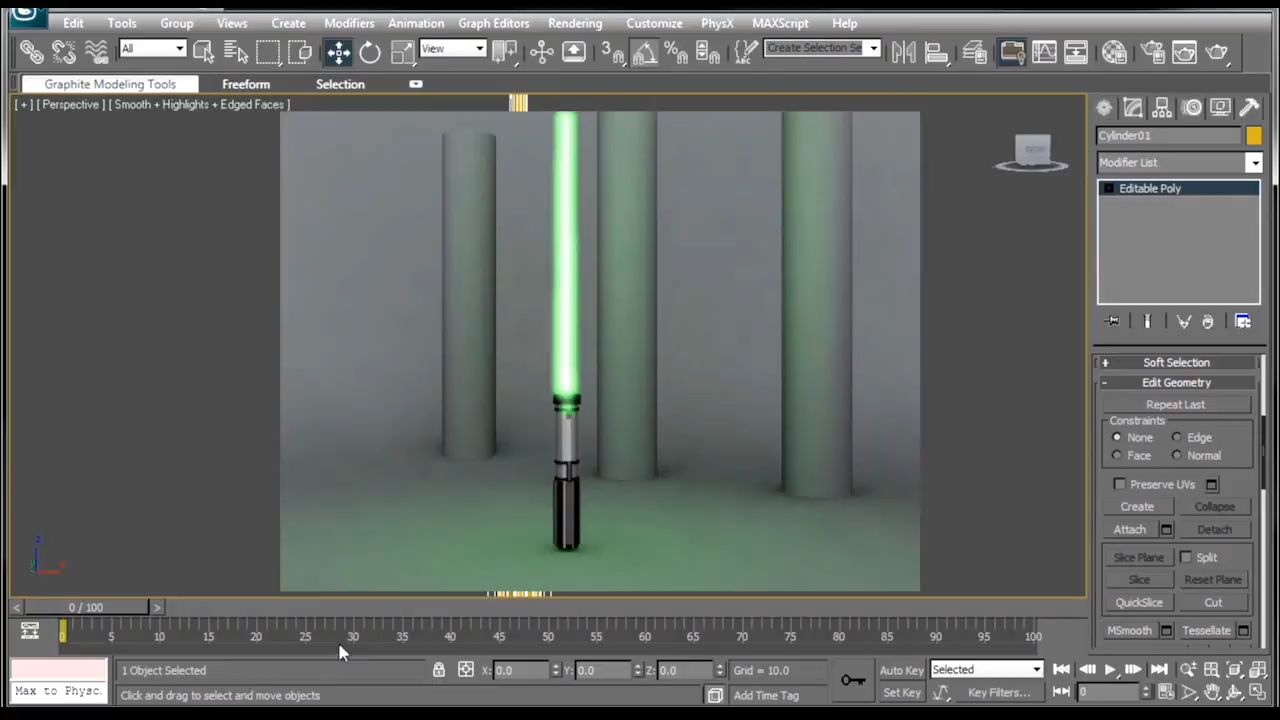 Edit Tools Group Views Create Modifiers Animation Graph Editors Rendering Customize PhysX MAXScript Help
All View 3 % Create Selection Se
Graphite Modeling Tools Freeform Selection
[ + ] [ Perspective ] [ Smooth + Highlights + Edged Faces ]
Cylinder01
Modifier List
Editable Poly
+ Soft Selection
- Edit Geometry
Repeat Last
Constraints
None Edge
Face Normal
Preserve UVs
Create Collapse
Attach Detach
Slice Plane Split
Slice Reset Plane
QuickSlice Cut
MSmooth Tessellate
z
x
< 0 / 100 >
0 5 10 15 20 25 30 35 40 45 50 55 60 65 70 75 80 85 90 95 100
1 Object Selected X: 0.0 Y: 0.0 Z: 0.0 Grid = 10.0 Auto Key Selected
Max to Physc. Click and drag to select and move objects Add Time Tag Set Key Key Filters... 0